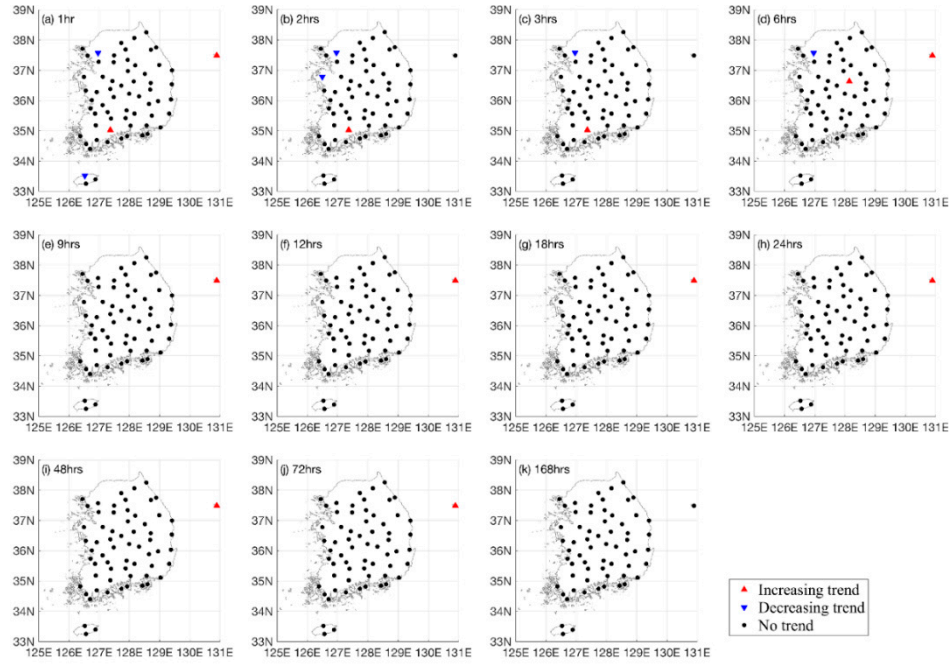 (a) 1hr
(b) 2hrs
(c) 3hrs
(d) 6hrs
39N 39N 39N 39N
38N 38N 38N 38N
37N 37N 37N 37N
36N 36N 36N 36N
35N 35N 35N 35N
34N 34N 34N 34N
33N 33N 33N 33N
125E 126E 127E 128E 129E 130E 131E 125E 126E 127E 128E 129E 130E 131E 125E 126E 127E 128E 129E 130E 131E 125E 126E 127E 128E 129E 130E 131E
(e) 9hrs
(f) 12hrs
(g) 18hrs
(h) 24hrs
39N 39N 39N 39N
38N 38N 38N 38N
37N 37N 37N 37N
36N 36N 36N 36N
35N 35N 35N 35N
34N 34N 34N 34N
33N 33N 33N 33N
125E 126E 127E 128E 129E 130E 131E 125E 126E 127E 128E 129E 130E 131E 125E 126E 127E 128E 129E 130E 131E 125E 126E 127E 128E 129E 130E 131E
(i) 48hrs
(j) 72hrs
(k) 168hrs
39N 39N 39N
38N 38N 38N
37N 37N 37N
36N 36N 36N
35N 35N 35N
34N 34N 34N
33N 33N 33N
125E 126E 127E 128E 129E 130E 131E 125E 126E 127E 128E 129E 130E 131E 125E 126E 127E 128E 129E 130E 131E
Increasing trend
Decreasing trend
No trend